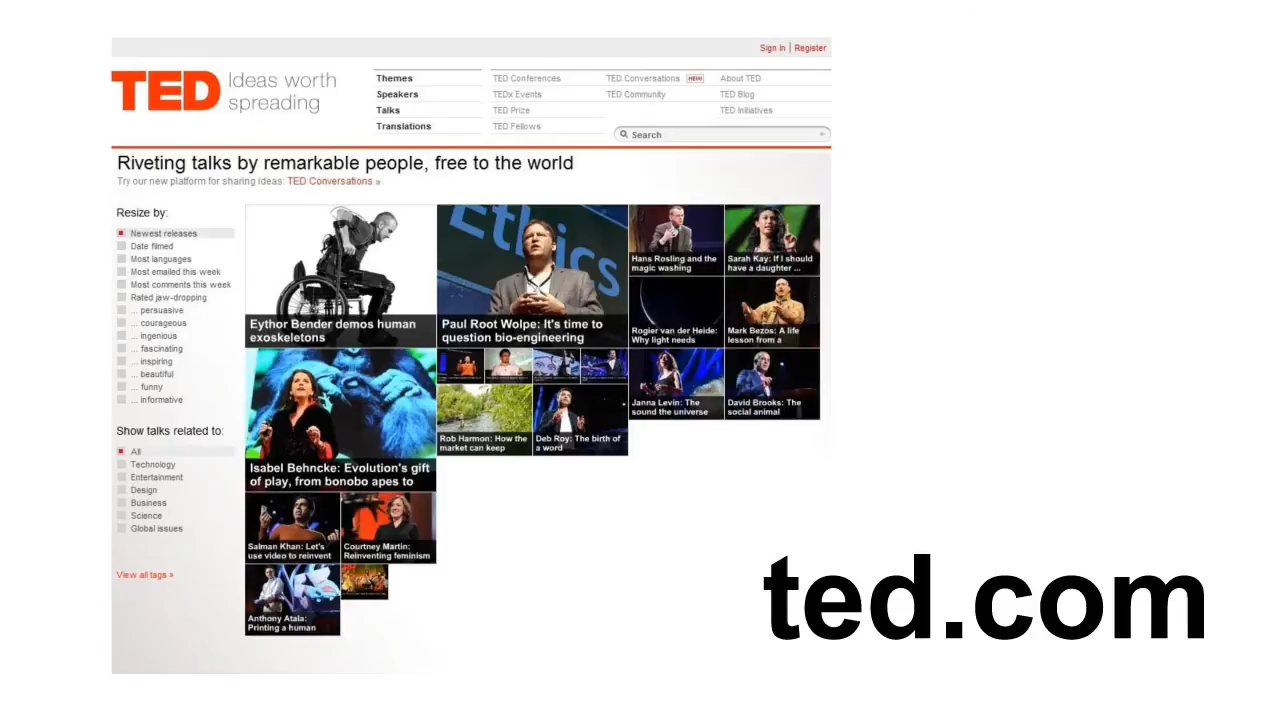 Sign In | Register
TED Ideas worth
spreading
Themes
Speakers
Talks
Translations
TED Conferences
TEDx Events
TED Prize
TED Fellows
TED Conversations NEW
TED Community
About TED
TED Blog
TED Initiatives
Search
Riveting talks by remarkable people, free to the world
Try our new platform for sharing ideas: TED Conversations »
Resize by:
Newest releases
Date filmed
Most languages
Most emailed this week
Most comments this week
Rated jaw-dropping
... persuasive
... courageous
... ingenious
... fascinating
... inspiring
... beautiful
... funny
... informative
Show talks related to:
All
Technology
Entertainment
Design
Business
Science
Global issues
View all tags »
Eythor Bender demos human
exoskeletons
Ethics
Paul Root Wolpe: It's time to
question bio-engineering
Hans Rosling and the
magic washing
Sarah Kay: If I should
have a daughter ...
Rogier van der Heide:
Why light needs
Mark Bezos: A life
lesson from a
Janna Levin: The
sound the universe
David Brooks: The
social animal
Rob Harmon: How the
market can keep
Deb Roy: The birth of
a word
Isabel Behncke: Evolution's gift
of play, from bonobo apes to
Salman Khan: Let's
use video to reinvent
Courtney Martin:
Reinventing feminism
Anthony Atala:
Printing a human
ted.com